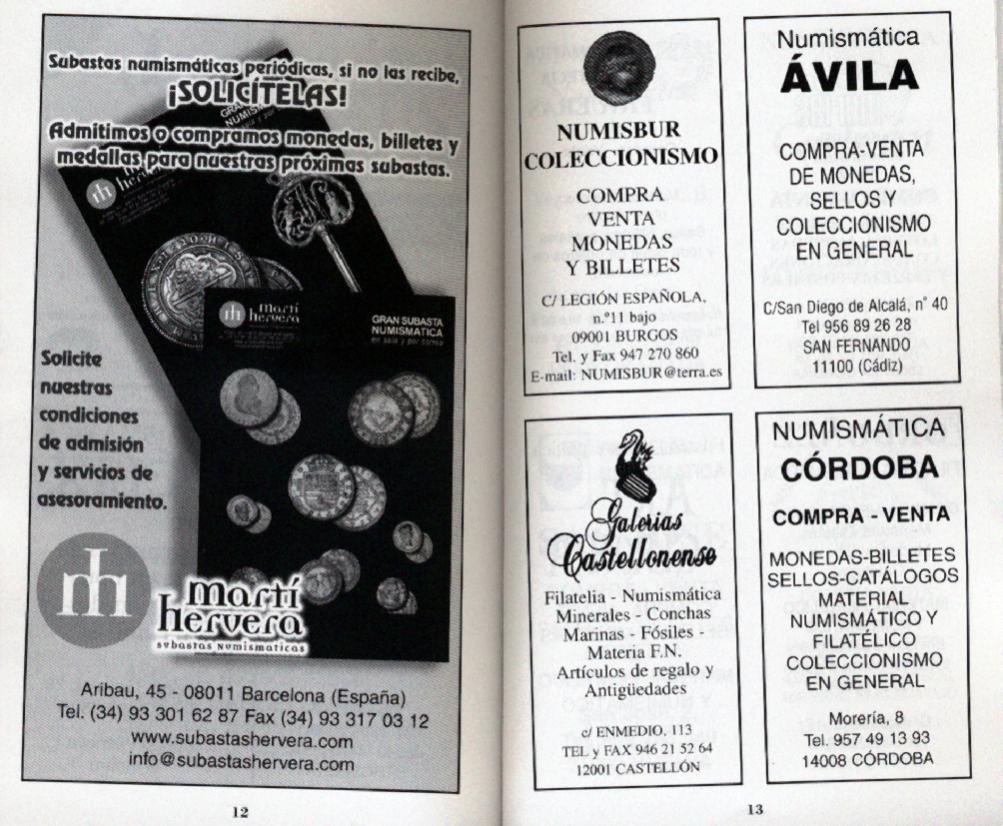 Subastas numismáticas periódicas, si no las recibe,
¡SOLICÍTELAS!
Admitimos o compramos monedas, billetes y
medallas para nuestras próximas subastas.
GRAN
NUMISM
martí
hervera
GRAN SUBASTA
NUMISMATICA
en sala y por correo
Solicite
nuestras
condiciones
de admisión
y servicios de
asesoramiento.
mh
martí
hervera
subastas numismaticas
Aribau, 45 - 08011 Barcelona (España)
Tel. (34) 93 301 62 87 Fax (34) 93 317 03 12
www.subastashervera.com
info@subastashervera.com
12
NUMISBUR
COLECCIONISMO
COMPRA
VENTA
MONEDAS
Y BILLETES
C/ LEGIÓN ESPAÑOLA,
n.º11 bajo
09001 BURGOS
Tel. y Fax 947 270 860
E-mail: NUMISBUR@terra.es
Numismática
ÁVILA
COMPRA-VENTA
DE MONEDAS,
SELLOS Y
COLECCIONISMO
EN GENERAL
C/San Diego de Alcalá, n° 40
Tel 956 89 26 28
SAN FERNANDO
11100 (Cádiz)
Galerias
Castellonense
Filatelia - Numismática
Minerales - Conchas
Marinas - Fósiles -
Materia F.N.
Artículos de regalo y
Antigüedades
c/ ENMEDIO, 113
TEL y FAX 946 21 52 64
12001 CASTELLÓN
NUMISMÁTICA
CÓRDOBA
COMPRA - VENTA
MONEDAS-BILLETES
SELLOS-CATÁLOGOS
MATERIAL
NUMISMÁTICO Y
FILATÉLICO
COLECCIONISMO
EN GENERAL
Morería, 8
Tel. 957 49 13 93
14008 CÓRDOBA
13